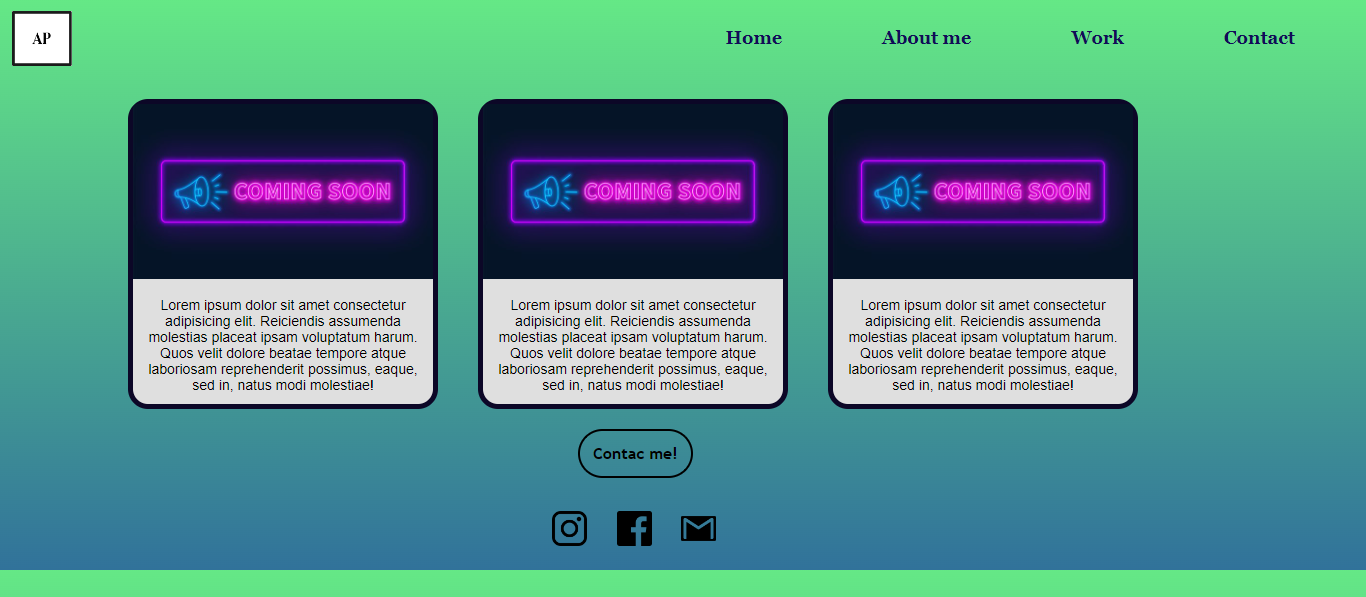 AP
Home
About me
Work
Contact
COMING SOON
COMING SOON
COMING SOON
Lorem ipsum dolor sit amet consectetur
adipisicing elit. Reiciendis assumenda
molestias placeat ipsam voluptatum harum.
Quos velit dolore beatae tempore atque
laboriosam reprehenderit possimus, eaque,
sed in, natus modi molestiae!
Lorem ipsum dolor sit amet consectetur
adipisicing elit. Reiciendis assumenda
molestias placeat ipsam voluptatum harum.
Quos velit dolore beatae tempore atque
laboriosam reprehenderit possimus, eaque,
sed in, natus modi molestiae!
Lorem ipsum dolor sit amet consectetur
adipisicing elit. Reiciendis assumenda
molestias placeat ipsam voluptatum harum.
Quos velit dolore beatae tempore atque
laboriosam reprehenderit possimus, eaque,
sed in, natus modi molestiae!
Contac me!